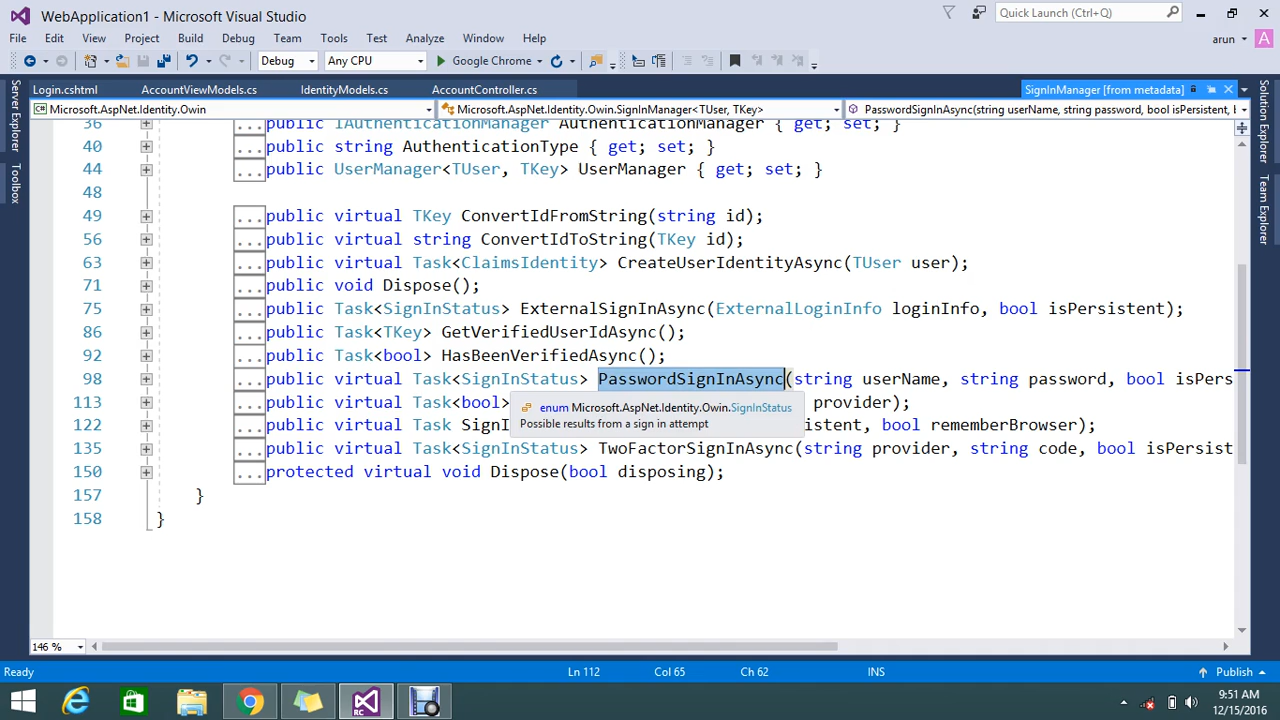 WebApplication1 - Microsoft Visual Studio
Quick Launch (Ctrl+Q)
File Edit View Project Build Debug Team Tools Test Analyze Window Help
arun A
Debug Any CPU Google Chrome
Server Explorer
Toolbox
Solution Explorer
Team Explorer
Login.cshtml AccountViewModels.cs IdentityModels.cs AccountController.cs SignInManager [from metadata]
Microsoft.AspNet.Identity.Owin Microsoft.AspNet.Identity.Owin.SignInManager<TUser, TKey> PasswordSignInAsync(string userName, string password, bool isPersistent, b
36 ... public IAuthenticationManager AuthenticationManager { get; set; }
40 ... public string AuthenticationType { get; set; }
44 ... public UserManager<TUser, TKey> UserManager { get; set; }
48
49 ... public virtual TKey ConvertIdFromString(string id);
56 ... public virtual string ConvertIdToString(TKey id);
63 ... public virtual Task<ClaimsIdentity> CreateUserIdentityAsync(TUser user);
71 ... public void Dispose();
75 ... public Task<SignInStatus> ExternalSignInAsync(ExternalLoginInfo loginInfo, bool isPersistent);
86 ... public Task<TKey> GetVerifiedUserIdAsync();
92 ... public Task<bool> HasBeenVerifiedAsync();
98 ... public virtual Task<SignInStatus> PasswordSignInAsync(string userName, string password, bool isPers
113 ... public virtual Task<bool> provider);
enum Microsoft.AspNet.Identity.Owin.SignInStatus
Possible results from a sign in attempt
122 ... public virtual Task SignI istent, bool rememberBrowser);
135 ... public virtual Task<SignInStatus> TwoFactorSignInAsync(string provider, string code, bool isPersist
150 ... protected virtual void Dispose(bool disposing);
157 }
158 }
146 %
Ready Ln 112 Col 65 Ch 62 INS Publish
RC
9:51 AM
12/15/2016